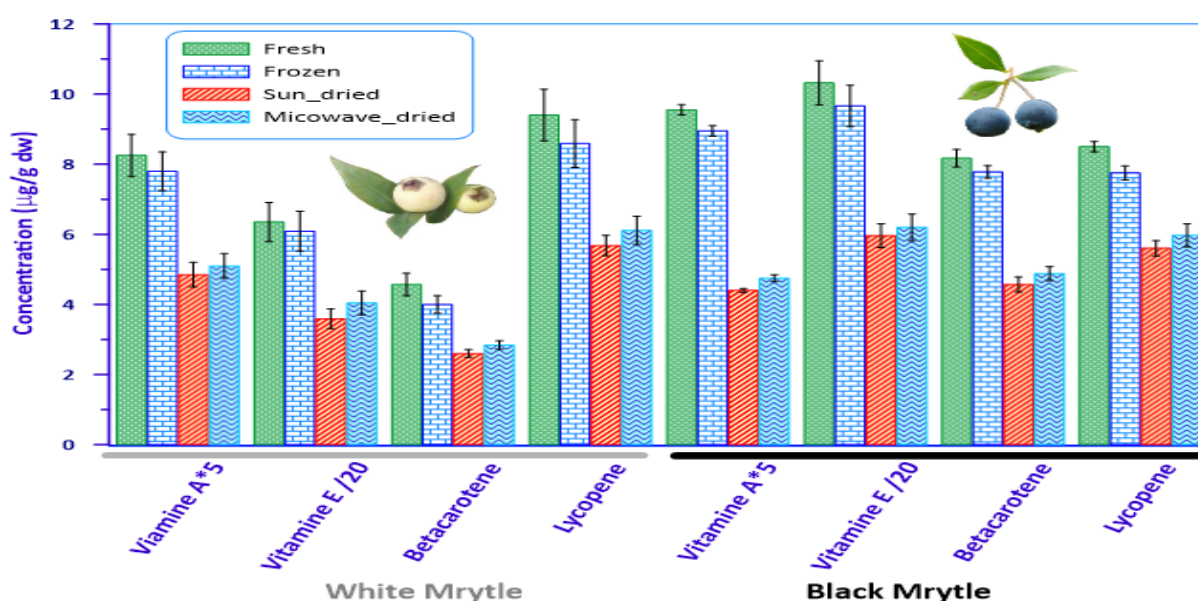 12
10
8
6
4
2
0
Concentration (µg/g dw)
Fresh
Frozen
Sun_dried
Micowave_dried
Viamine A*5
Vitamine E /20
Betacarotene
Lycopene
Vitamine A*5
Vitamine E /20
Betacarotene
Lycopene
White Mrytle
Black Mrytle